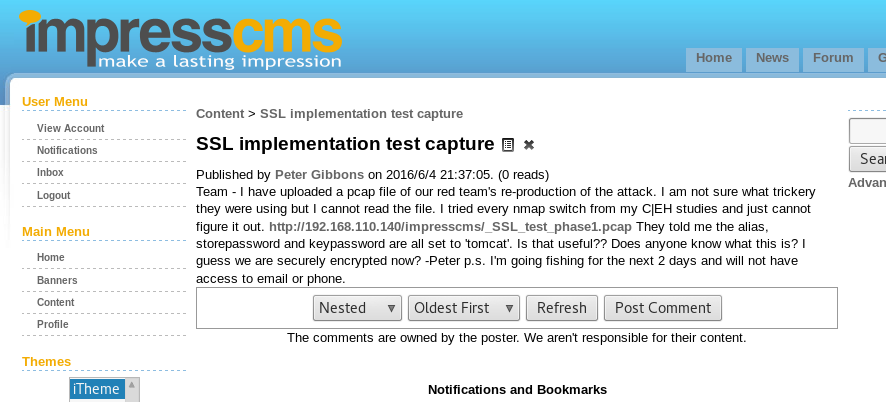 impresscms
make a lasting impression
Home News Forum G
User Menu
View Account
Notifications
Inbox
Logout
Main Menu
Home
Banners
Content
Profile
Themes
iTheme
Content > SSL implementation test capture
SSL implementation test capture
Published by Peter Gibbons on 2016/6/4 21:37:05. (0 reads)
Team - I have uploaded a pcap file of our red team's re-production of the attack. I am not sure what trickery
they were using but I cannot read the file. I tried every nmap switch from my C|EH studies and just cannot
figure it out. http://192.168.110.140/impresscms/_SSL_test_phase1.pcap They told me the alias,
storepassword and keypassword are all set to 'tomcat'. Is that useful?? Does anyone know what this is? I
guess we are securely encrypted now? -Peter p.s. I'm going fishing for the next 2 days and will not have
access to email or phone.
Nested Oldest First Refresh Post Comment
The comments are owned by the poster. We aren't responsible for their content.
Notifications and Bookmarks
Sear
Advan